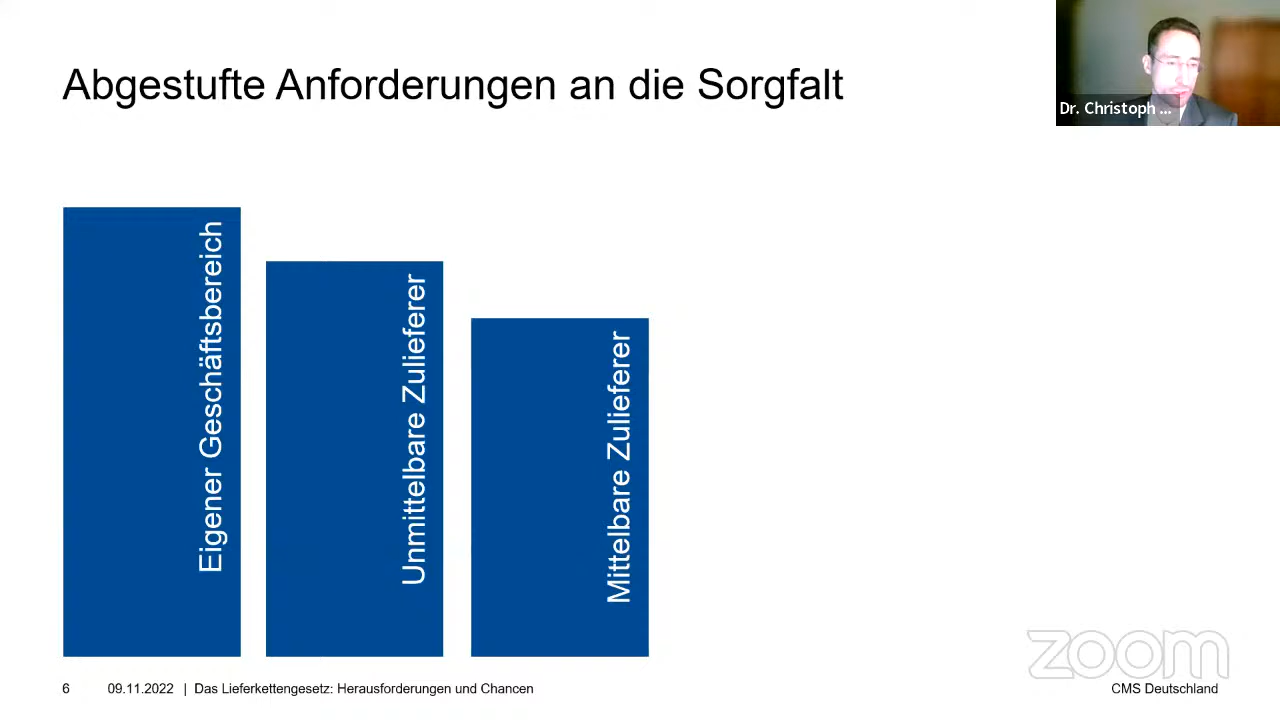 Abgestufte Anforderungen an die Sorgfalt
Dr. Christoph ...
Eigener Geschäftsbereich
Unmittelbare Zulieferer
Mittelbare Zulieferer
zoom
6 09.11.2022 | Das Lieferkettengesetz: Herausforderungen und Chancen
CMS Deutschland